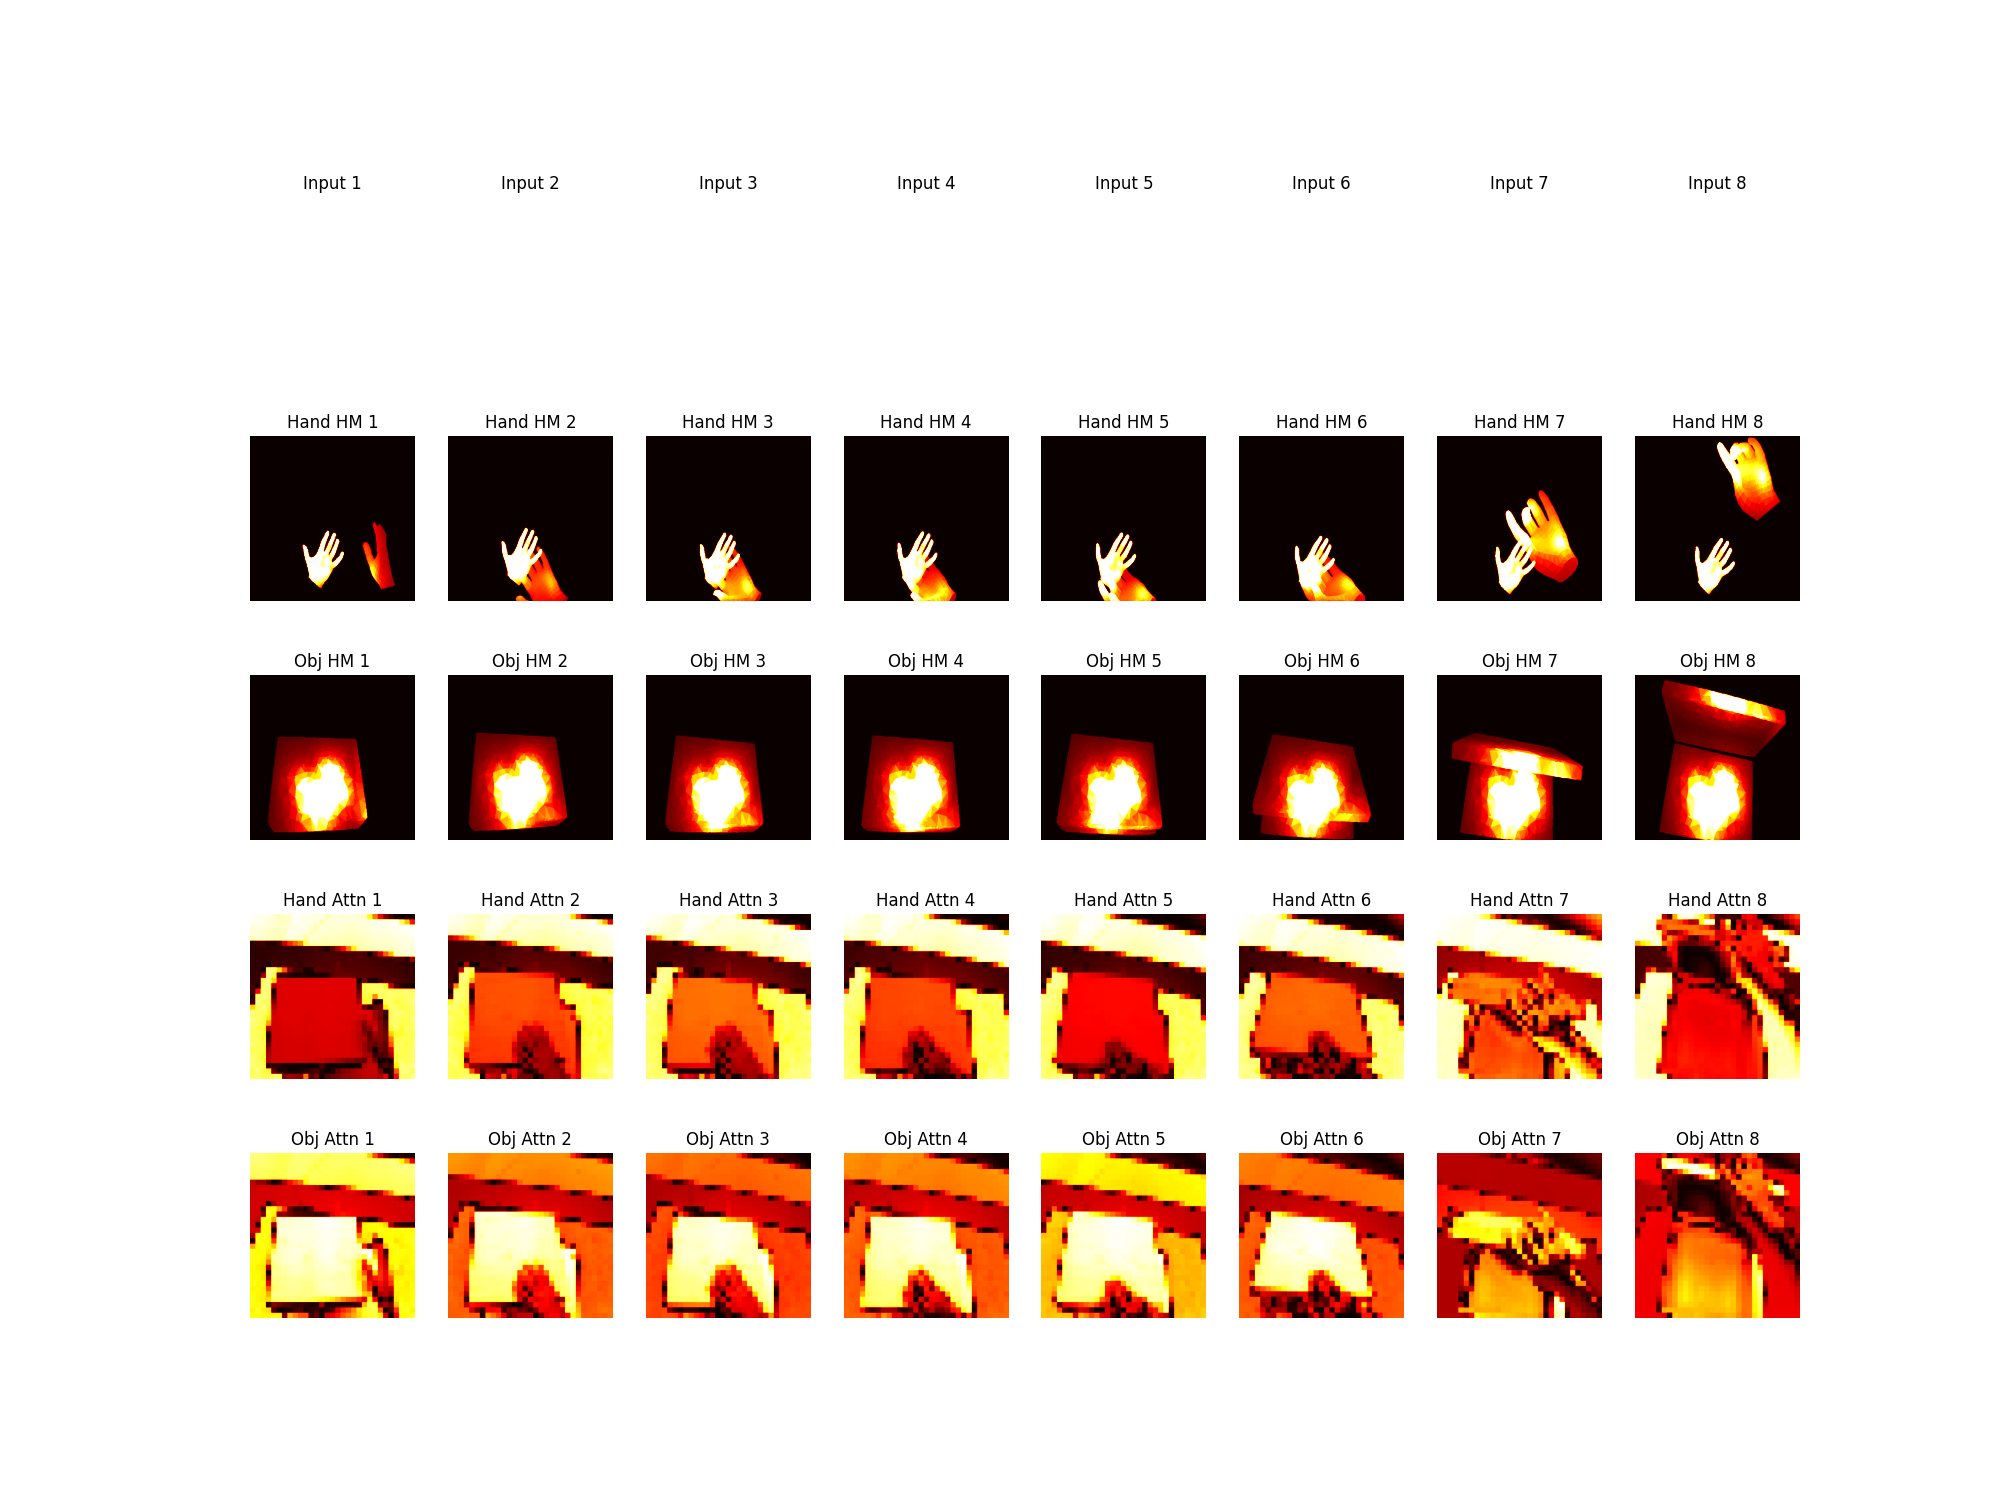 Input 1 Input 2 Input 3 Input 4 Input 5 Input 6 Input 7 Input 8
Hand HM 1 Hand HM 2 Hand HM 3 Hand HM 4 Hand HM 5 Hand HM 6 Hand HM 7 Hand HM 8
Obj HM 1 Obj HM 2 Obj HM 3 Obj HM 4 Obj HM 5 Obj HM 6 Obj HM 7 Obj HM 8
Hand Attn 1 Hand Attn 2 Hand Attn 3 Hand Attn 4 Hand Attn 5 Hand Attn 6 Hand Attn 7 Hand Attn 8
Obj Attn 1 Obj Attn 2 Obj Attn 3 Obj Attn 4 Obj Attn 5 Obj Attn 6 Obj Attn 7 Obj Attn 8